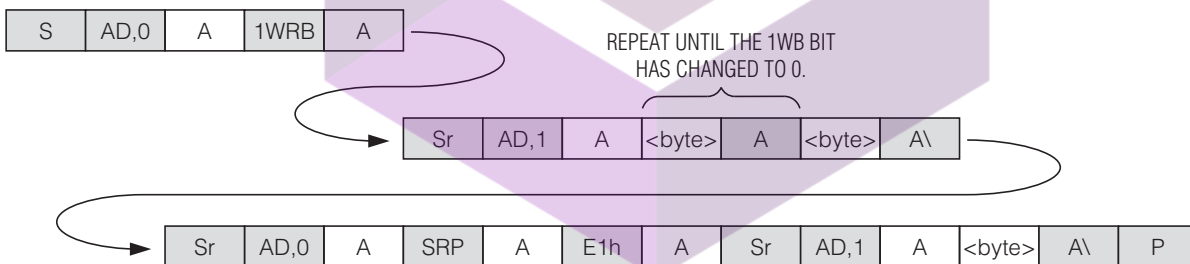 S AD,0 A 1WRB A
REPEAT UNTIL THE 1WB BIT
HAS CHANGED TO 0.
Sr AD,1 A <byte> A <byte> A\
Sr AD,0 A SRP A E1h A Sr AD,1 A <byte> A\ P